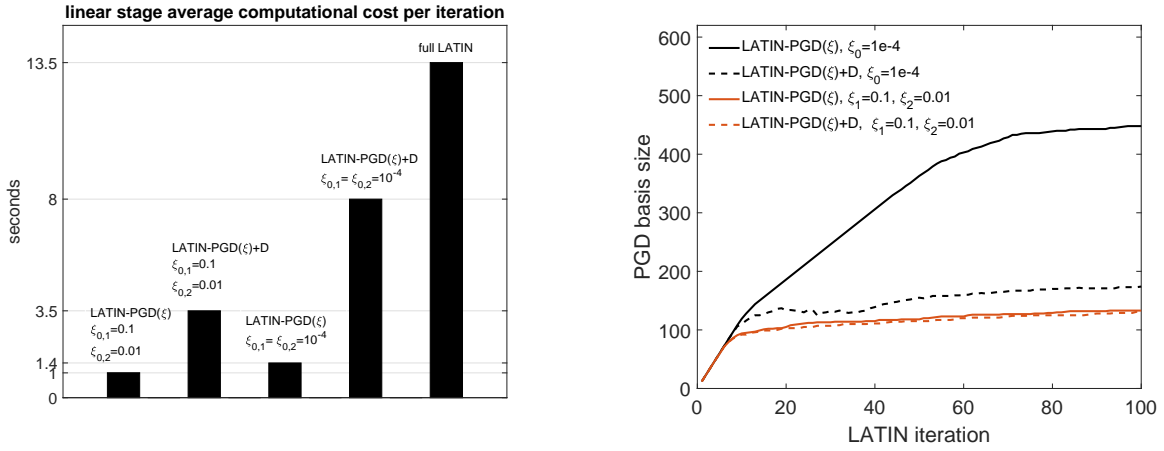 linear stage average computational cost per iteration
seconds
13.5
8
3.5
1.4
1
0
LATIN-PGD(ξ)
ξ0,1=0.1
ξ0,2=0.01
LATIN-PGD(ξ)+D
ξ0,1=0.1
ξ0,2=0.01
LATIN-PGD(ξ)
ξ0,1= ξ0,2=10-4
LATIN-PGD(ξ)+D
ξ0,1= ξ0,2=10-4
full LATIN
PGD basis size
600
500
400
300
200
100
0
LATIN-PGD(ξ), ξ0=1e-4
LATIN-PGD(ξ)+D, ξ0=1e-4
LATIN-PGD(ξ), ξ1=0.1, ξ2=0.01
LATIN-PGD(ξ)+D, ξ1=0.1, ξ2=0.01
0 20 40 60 80 100
LATIN iteration